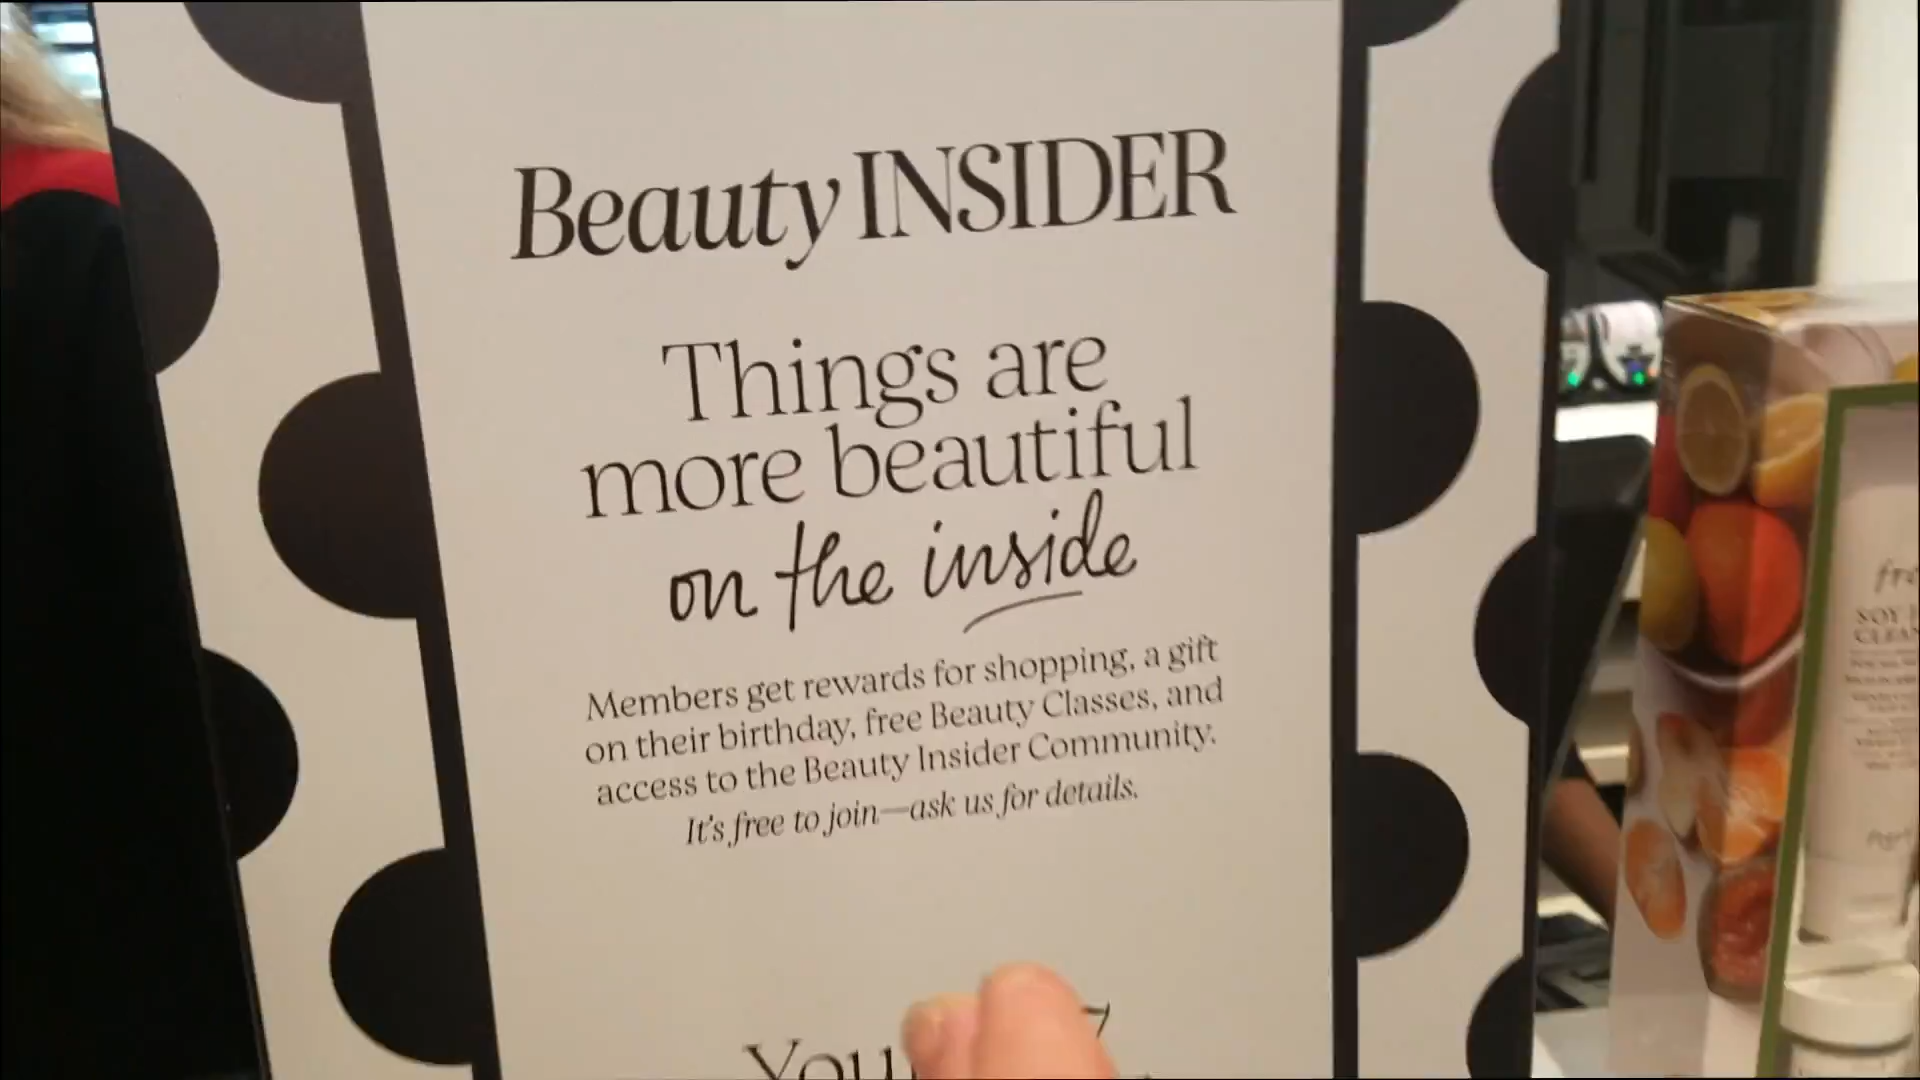 Beauty INSIDER
Things are
more beautiful
on the inside
Members get rewards for shopping, a gift
on their birthday, free Beauty Classes, and
access to the Beauty Insider Community.
It's free to join—ask us for details.
SOY